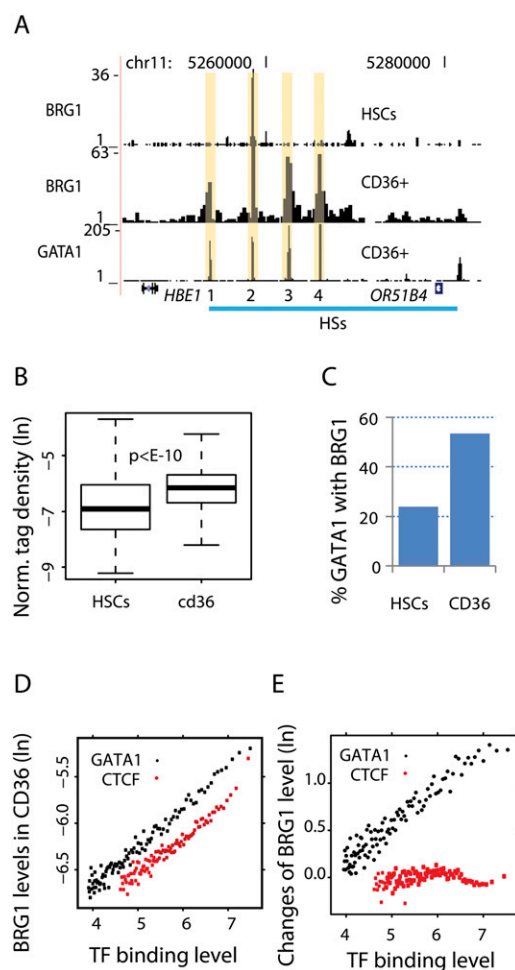 A
chr11: 5260000 5280000
36 -
BRG1 HSCs
1 _
63 -
BRG1 CD36+
1 _
205 -
GATA1 CD36+
1 _
HBE1 1 2 3 4 OR51B4
HSs
B
Norm. tag density (ln)
-5
-7
-9
p<E-10
HSCs cd36
C
% GATA1 with BRG1
60
40
20
0
HSCs CD36
D
BRG1 levels in CD36 (ln)
GATA1
CTCF
-5.5
-6.0
-6.5
4 5 6 7
TF binding level
E
Changes of BRG1 level (ln)
GATA1
CTCF
1.0
0.5
0.0
4 5 6 7
TF binding level